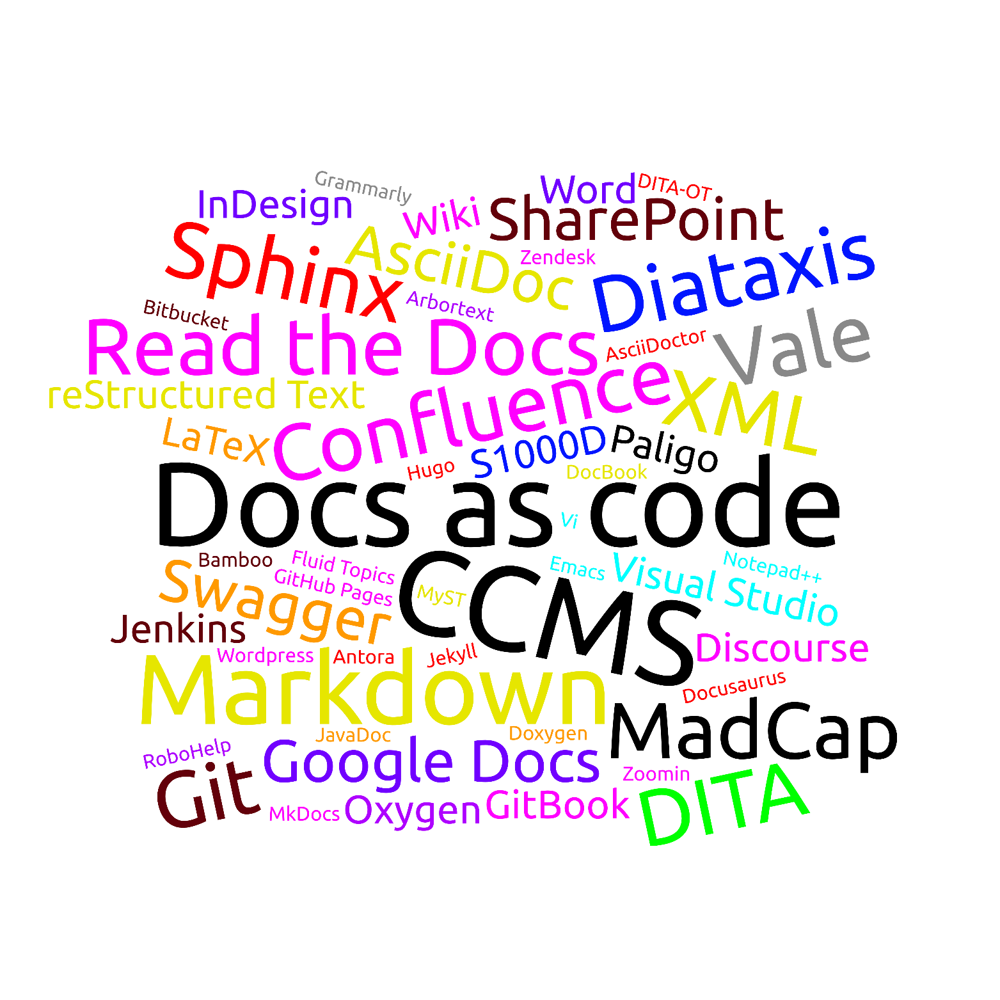 Grammarly
Word
DITA-OT
InDesign
Wiki
SharePoint
Sphinx
AsciiDoc
Zendesk
Diataxis
Bitbucket
Arbortext
Read the Docs
AsciiDoctor
Vale
reStructured Text
Confluence
XML
LaTeX
S1000D
Paligo
Hugo
DocBook
Docs as code
Vi
Bamboo
Fluid Topics
CCMS
Emacs
Visual Studio
Notepad++
Swagger
GitHub Pages
MyST
Jenkins
Wordpress
Antora
Jekyll
Discourse
Markdown
Docusaurus
MadCap
JavaDoc
Doxygen
RoboHelp
Google Docs
Zoomin
Git
MkDocs
Oxygen
GitBook
DITA